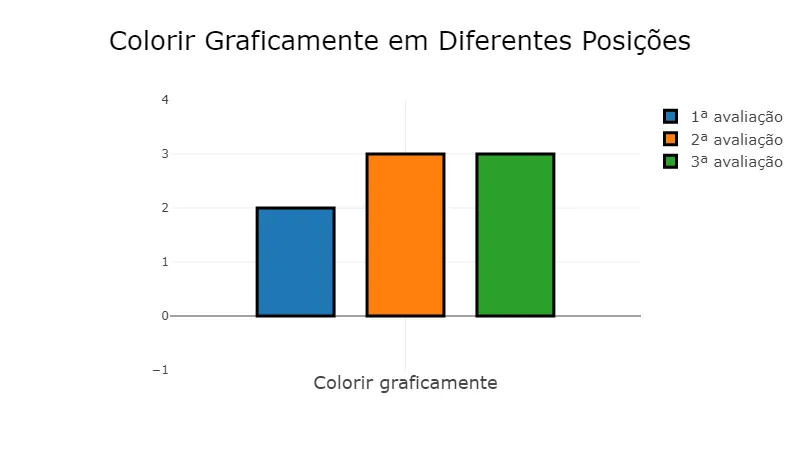 Colorir Graficamente em Diferentes Posições
4
3
2
1
0
−1
Colorir graficamente
1ª avaliação
2ª avaliação
3ª avaliação